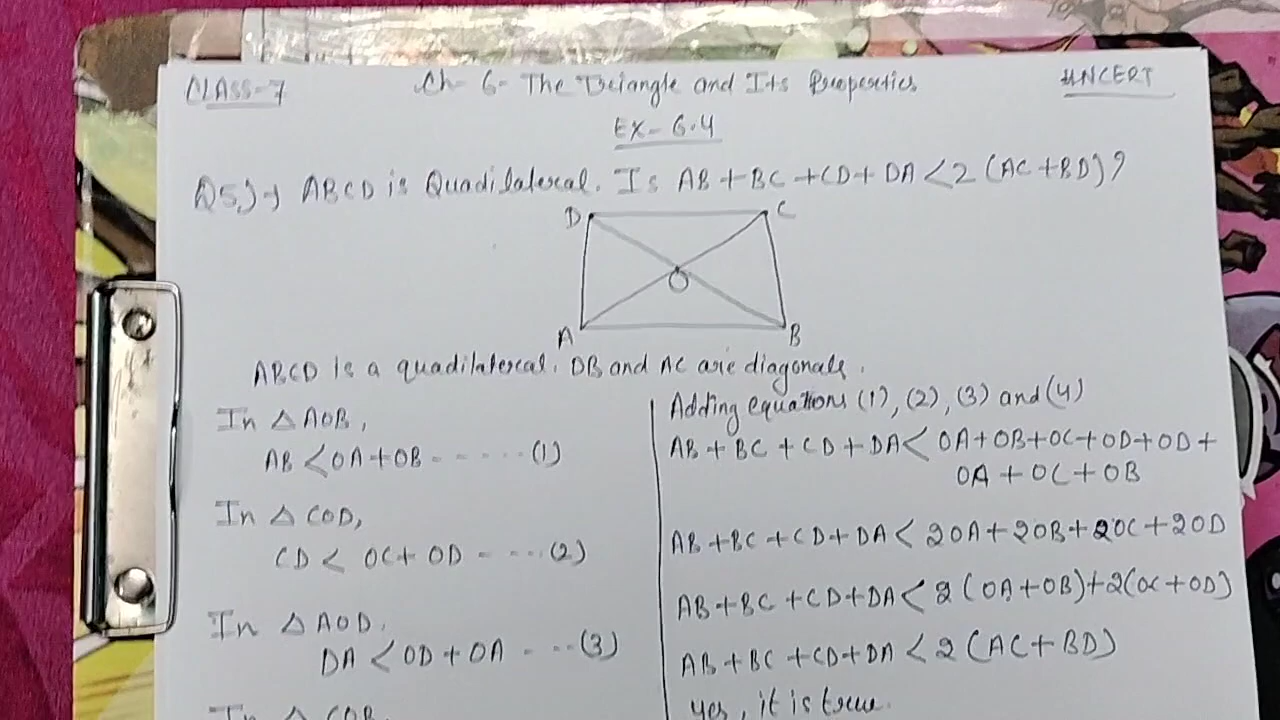 CLASS-7
Ch- 6- The Triangle and Its Properties
#NCERT
EX- 6.4
Q5.)→ ABCD is Quadilateral. Is AB+BC+CD+DA<2(AC+BD)?
D
C
O
A
B
ABCD is a quadilateral. DB and AC are diagonals.
In △AOB,
AB<OA+OB------(1)
In △COD,
CD< OC+OD-----(2)
In △AOD,
DA<OD+OA----(3)
In △COB,
Adding equations (1), (2), (3) and (4)
AB+BC+CD+DA<OA+OB+OC+OD+OD+
OA+OC+OB
AB+BC+CD+DA<2OA+2OB+2OC+2OD
AB+BC+CD+DA<2(OA+OB)+2(OC+OD)
AB+BC+CD+DA<2(AC+BD)
yes, it is true.